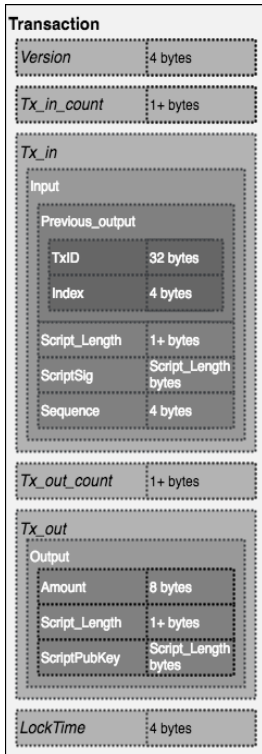 Transaction
Version 4 bytes
Tx_in_count 1+ bytes
Tx_in
Input
Previous_output
TxID 32 bytes
Index 4 bytes
Script_Length 1+ bytes
ScriptSig Script_Length
bytes
Sequence 4 bytes
Tx_out_count 1+ bytes
Tx_out
Output
Amount 8 bytes
Script_Length 1+ bytes
ScriptPubKey Script_Length
bytes
LockTime 4 bytes